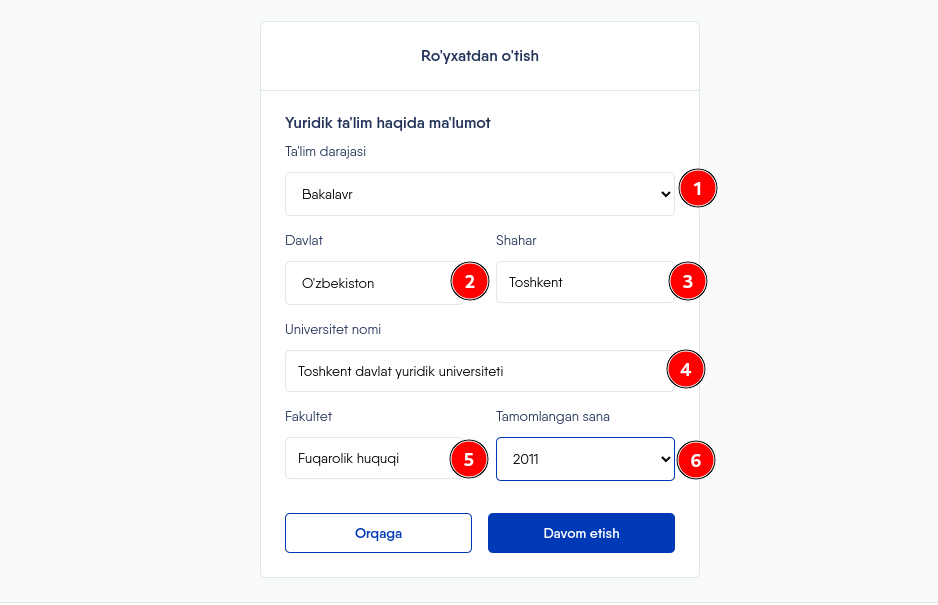 Ro'yxatdan o'tish
Yuridik ta'lim haqida ma'lumot
Ta'lim darajasi
Bakalavr 1
Davlat Shahar
O'zbekiston 2 Toshkent 3
Universitet nomi
Toshkent davlat yuridik universiteti 4
Fakultet Tamomlangan sana
Fuqarolik huquqi 5 2011 6
Orqaga Davom etish